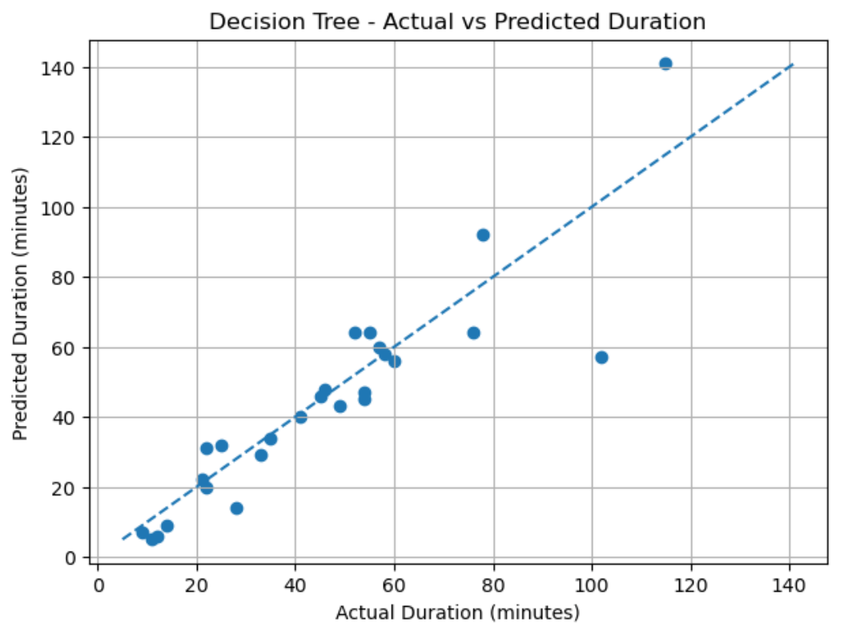 Decision Tree - Actual vs Predicted Duration
140
120
100
80
60
40
20
0
Predicted Duration (minutes)
0 20 40 60 80 100 120 140
Actual Duration (minutes)